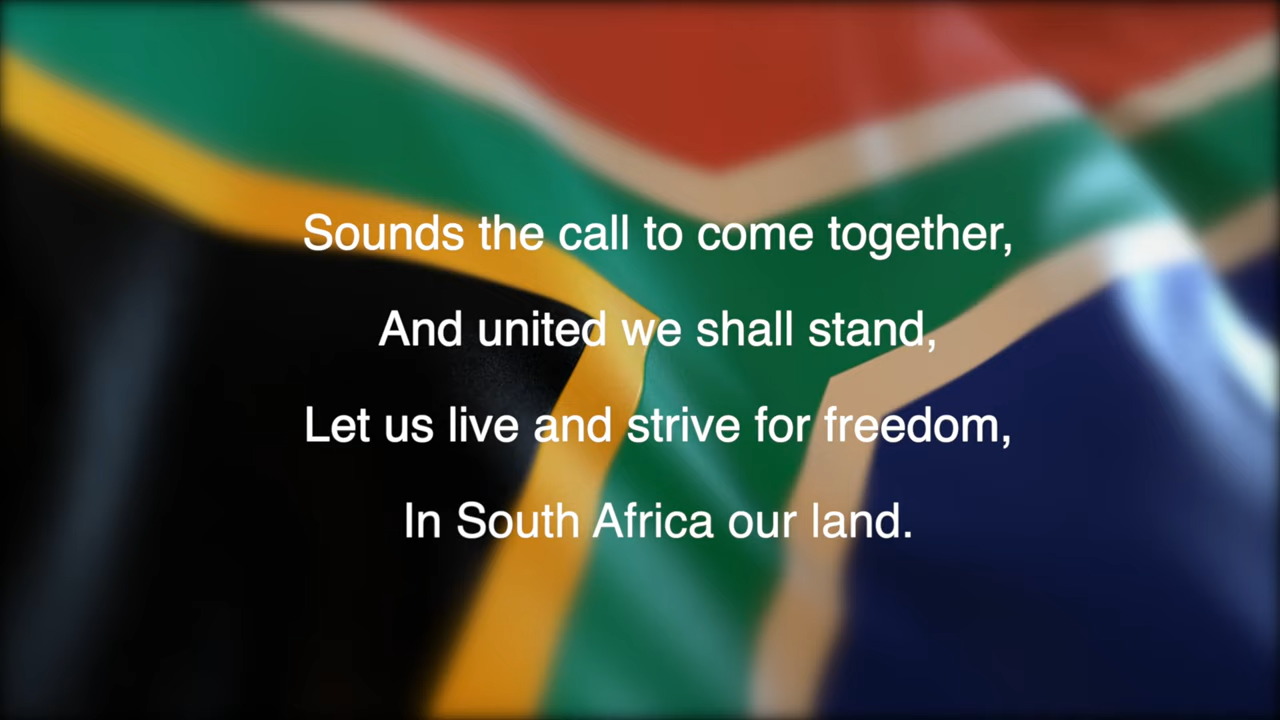 Sounds the call to come together,
And united we shall stand,
Let us live and strive for freedom,
In South Africa our land.